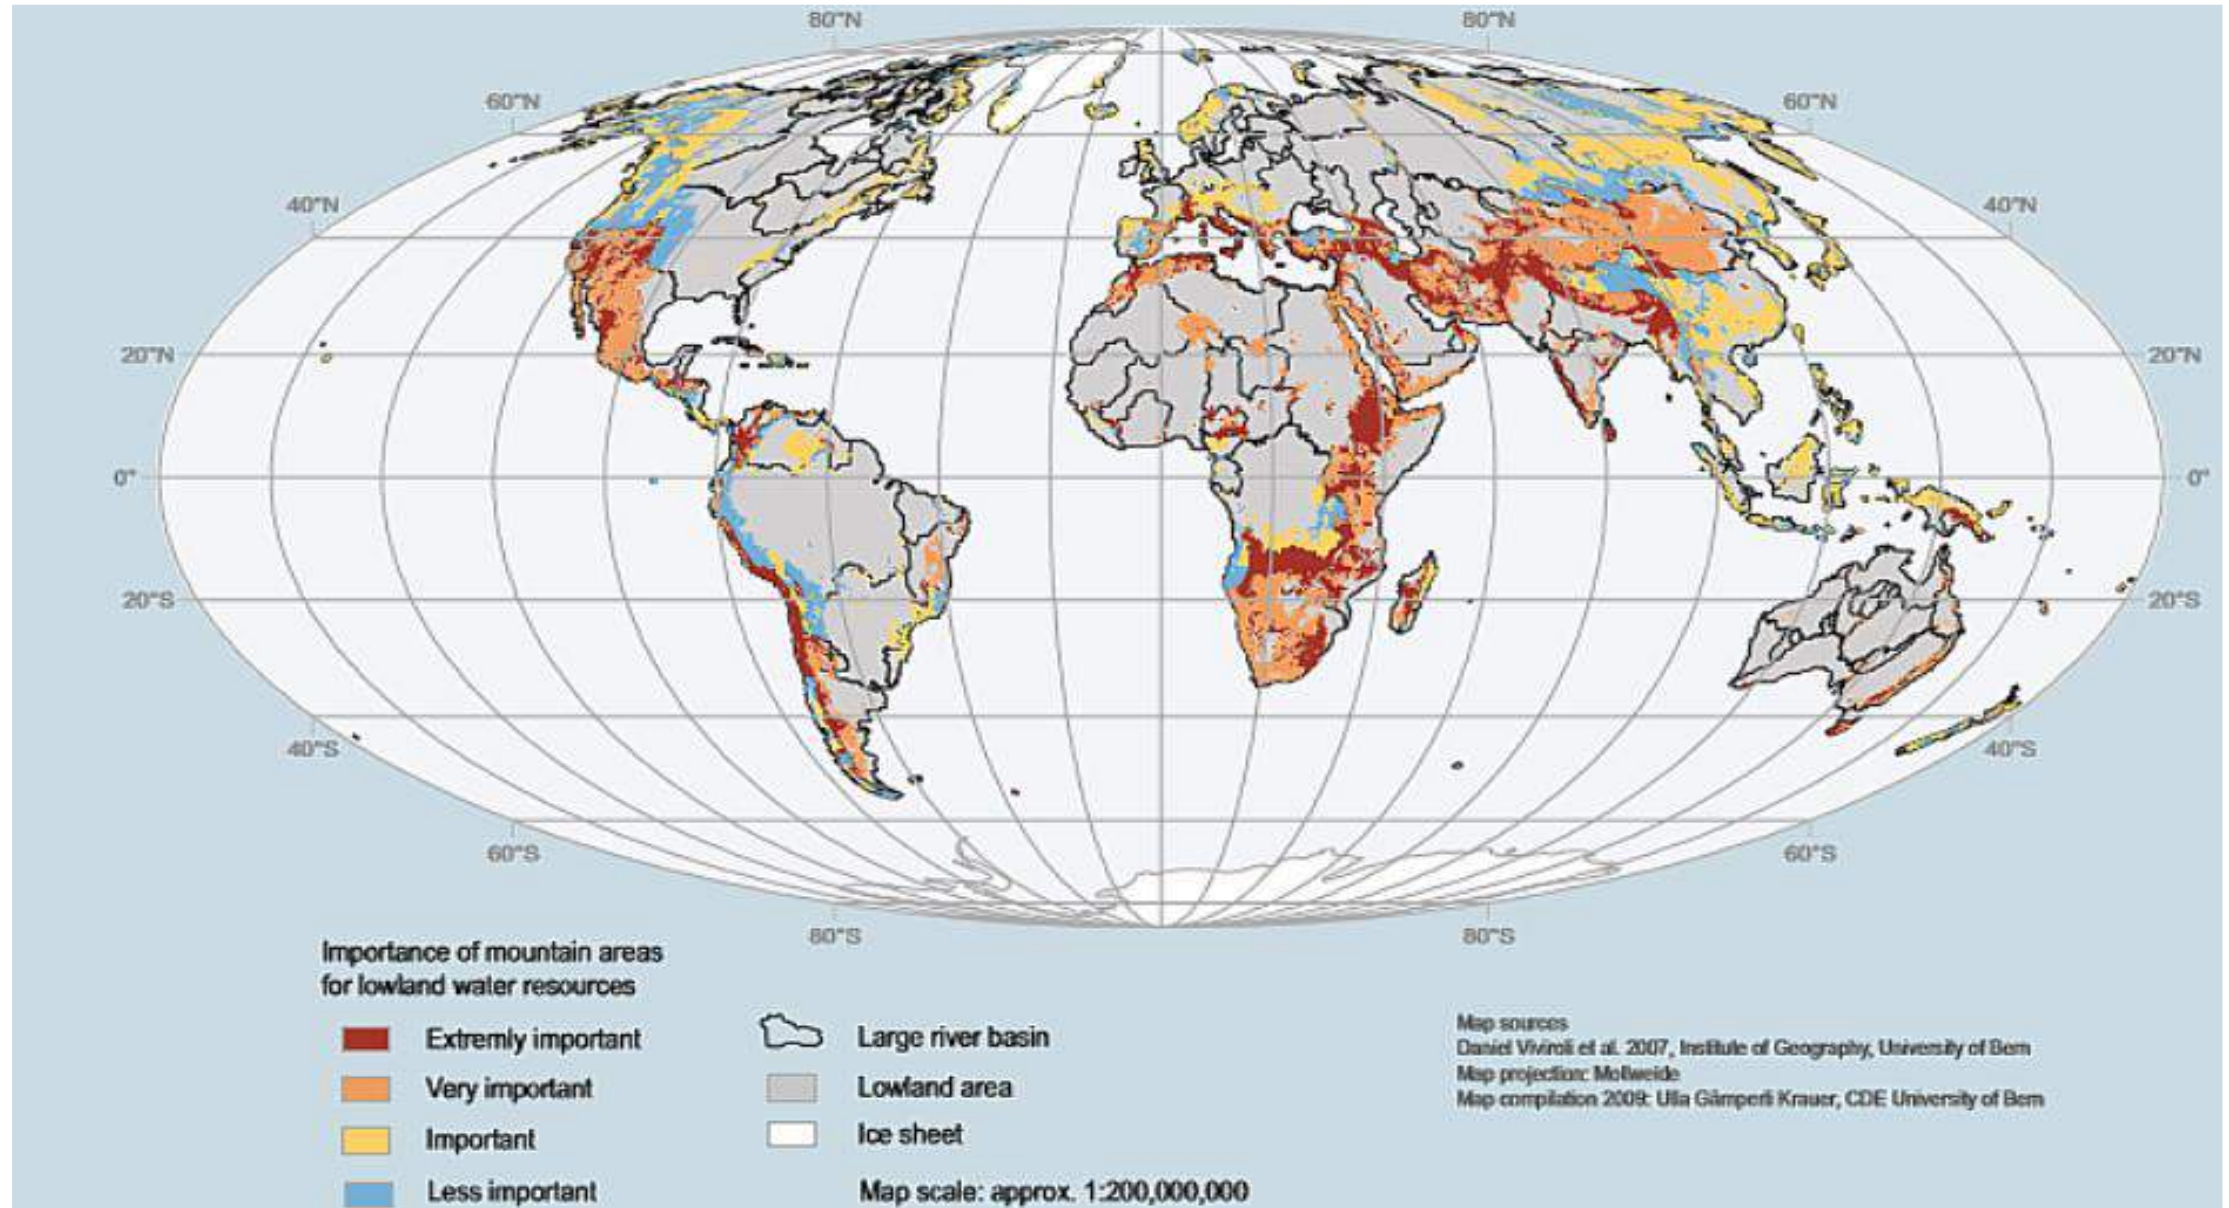 80°N 80°N
60°N 60°N
40°N 40°N
20°N 20°N
0° 0°
20°S 20°S
40°S 40°S
60°S 60°S
80°S 80°S
Importance of mountain areas
for lowland water resources
Extremly important
Very important
Important
Less important
Large river basin
Lowland area
Ice sheet
Map scale: approx. 1:200,000,000
Map sources
Daniel Viviroli et al. 2007, Institute of Geography, University of Bern
Map projection: Mollweide
Map compilation 2009: Ulla Gämperli Krauer, CDE University of Bern